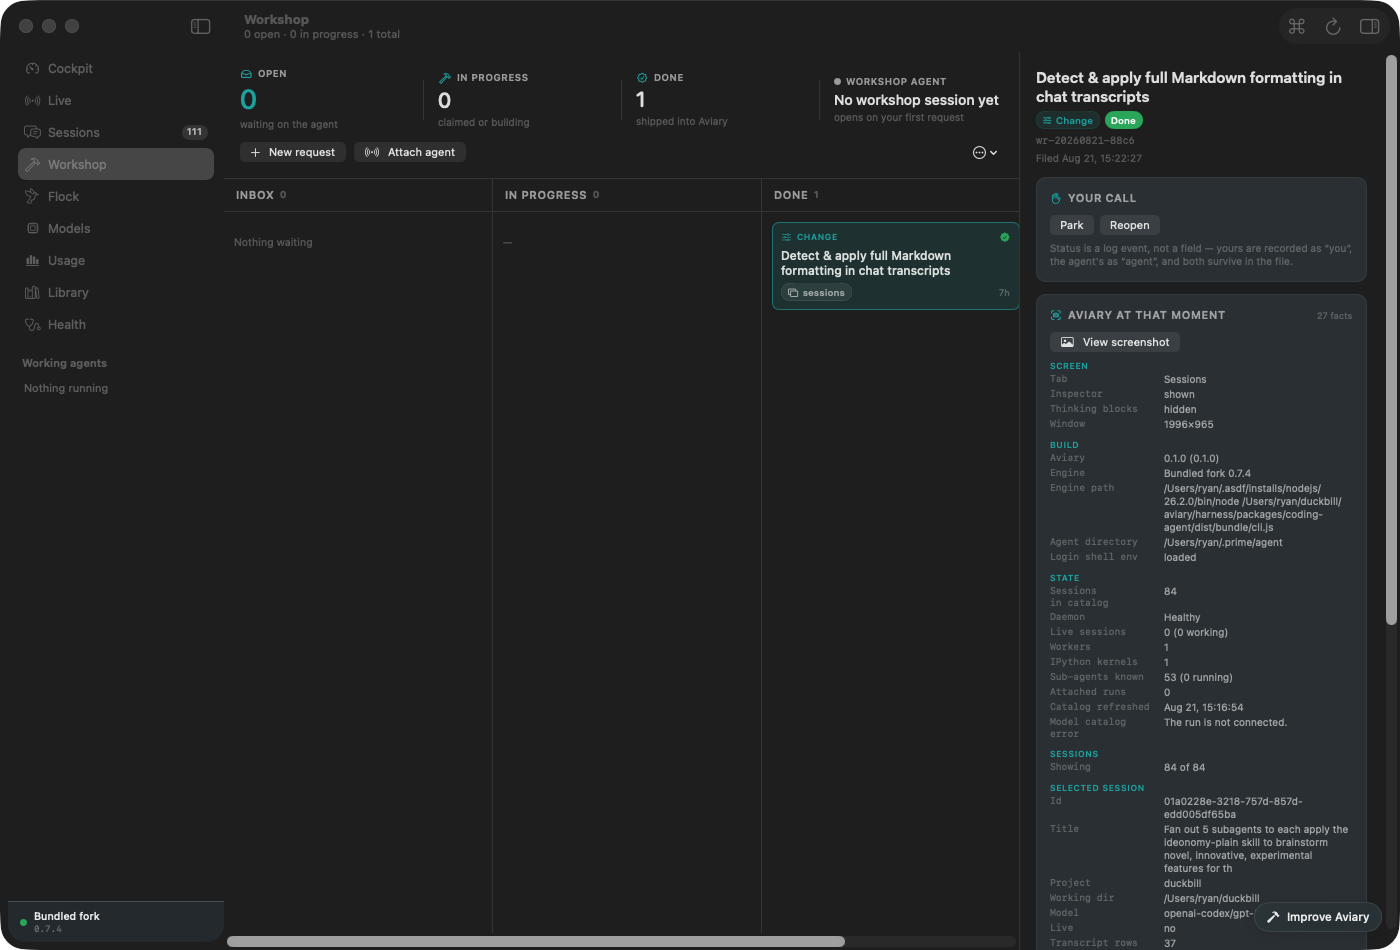 Workshop
0 open · 0 in progress · 1 total
Cockpit
Live
Sessions 111
Workshop
Flock
Models
Usage
Library
Health
Working agents
Nothing running
Bundled fork
0.7.4
OPEN
0
waiting on the agent
IN PROGRESS
0
claimed or building
DONE
1
shipped into Aviary
WORKSHOP AGENT
No workshop session yet
opens on your first request
New request
Attach agent
INBOX 0
Nothing waiting
IN PROGRESS 0
—
DONE 1
CHANGE
Detect & apply full Markdown
formatting in chat transcripts
sessions 7h
Detect & apply full Markdown formatting in
chat transcripts
Change Done
wr-20260821-88c6
Filed Aug 21, 15:22:27
YOUR CALL
Park Reopen
Status is a log event, not a field — yours are recorded as “you”,
the agent's as “agent”, and both survive in the file.
AVIARY AT THAT MOMENT 27 facts
View screenshot
SCREEN
Tab Sessions
Inspector shown
Thinking blocks hidden
Window 1996×965
BUILD
Aviary 0.1.0 (0.1.0)
Engine Bundled fork 0.7.4
Engine path /Users/ryan/.asdf/installs/nodejs/
26.2.0/bin/node /Users/ryan/duckbill/
aviary/harness/packages/coding-
agent/dist/bundle/cli.js
Agent directory /Users/ryan/.prime/agent
Login shell env loaded
STATE
Sessions 84
in catalog
Daemon Healthy
Live sessions 0 (0 working)
Workers 1
IPython kernels 1
Sub-agents known 53 (0 running)
Attached runs 0
Catalog refreshed Aug 21, 15:16:54
Model catalog The run is not connected.
error
SESSIONS
Showing 84 of 84
SELECTED SESSION
Id 01a0228e-3218-757d-857d-
edd005df65ba
Title Fan out 5 subagents to each apply the
ideonomy-plain skill to brainstorm
novel, innovative, experimental
features for th
Project duckbill
Working dir /Users/ryan/duckbill
Model openai-codex/gpt-
Live no
Transcript rows 37
Improve Aviary